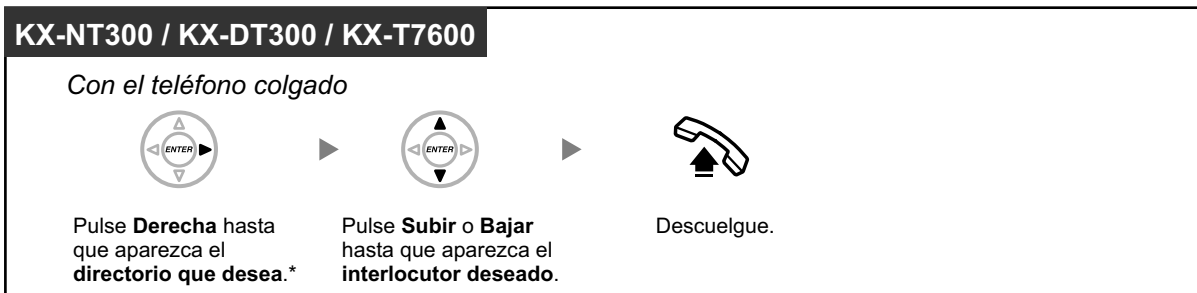 KX-NT300 / KX-DT300 / KX-T7600
Con el teléfono colgado
ENTER
ENTER
Pulse Derecha hasta
que aparezca el
directorio que desea.*
Pulse Subir o Bajar
hasta que aparezca el
interlocutor deseado.
Descuelgue.